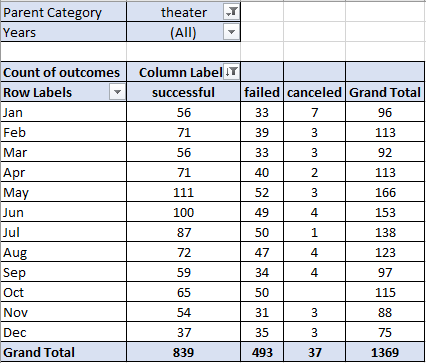 Parent Category theater
Years (All)
Count of outcomes Column Label
Row Labels successful failed canceled Grand Total
Jan 56 33 7 96
Feb 71 39 3 113
Mar 56 33 3 92
Apr 71 40 2 113
May 111 52 3 166
Jun 100 49 4 153
Jul 87 50 1 138
Aug 72 47 4 123
Sep 59 34 4 97
Oct 65 50 115
Nov 54 31 3 88
Dec 37 35 3 75
Grand Total 839 493 37 1369